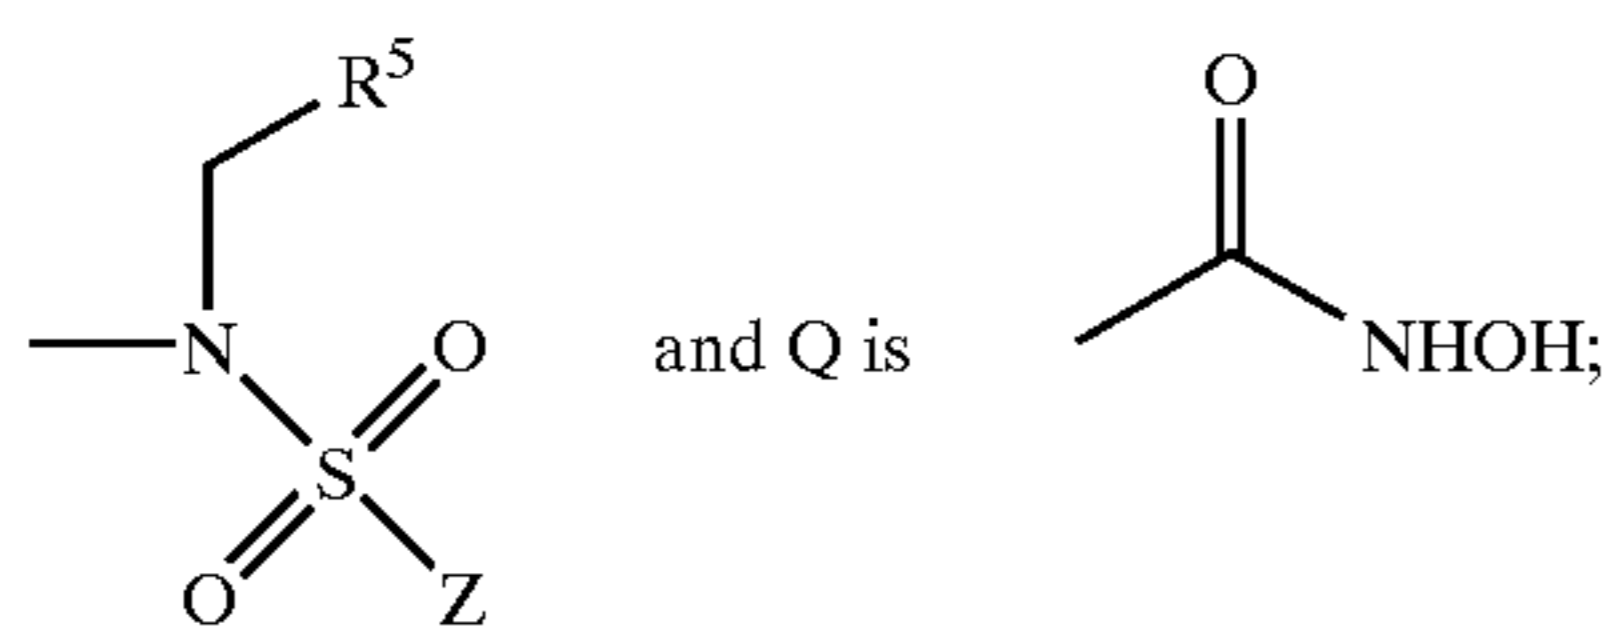 R⁵
O
N O and Q is NHOH;
S
O Z